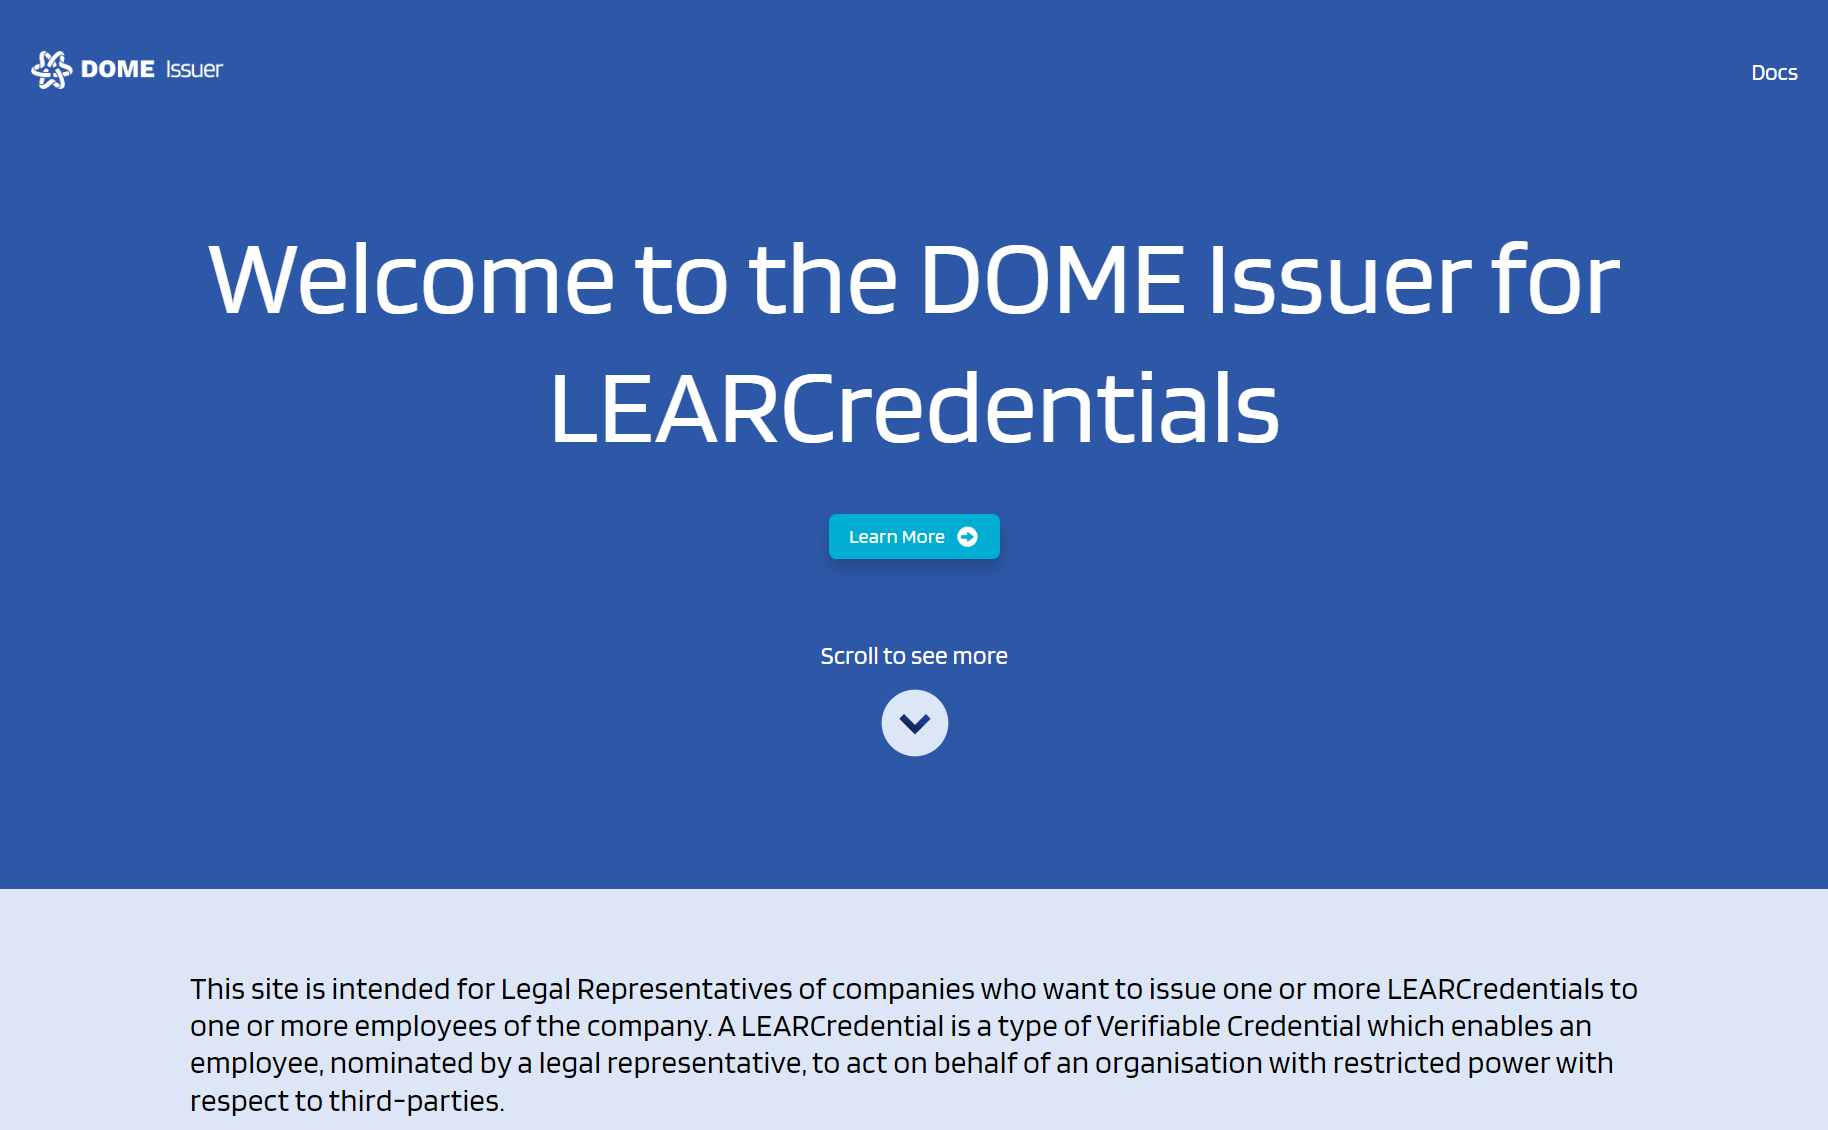 DOME Issuer
Docs
Welcome to the DOME Issuer for
LEARCredentials
Learn More
Scroll to see more
This site is intended for Legal Representatives of companies who want to issue one or more LEARCredentials to
one or more employees of the company. A LEARCredential is a type of Verifiable Credential which enables an
employee, nominated by a legal representative, to act on behalf of an organisation with restricted power with
respect to third-parties.